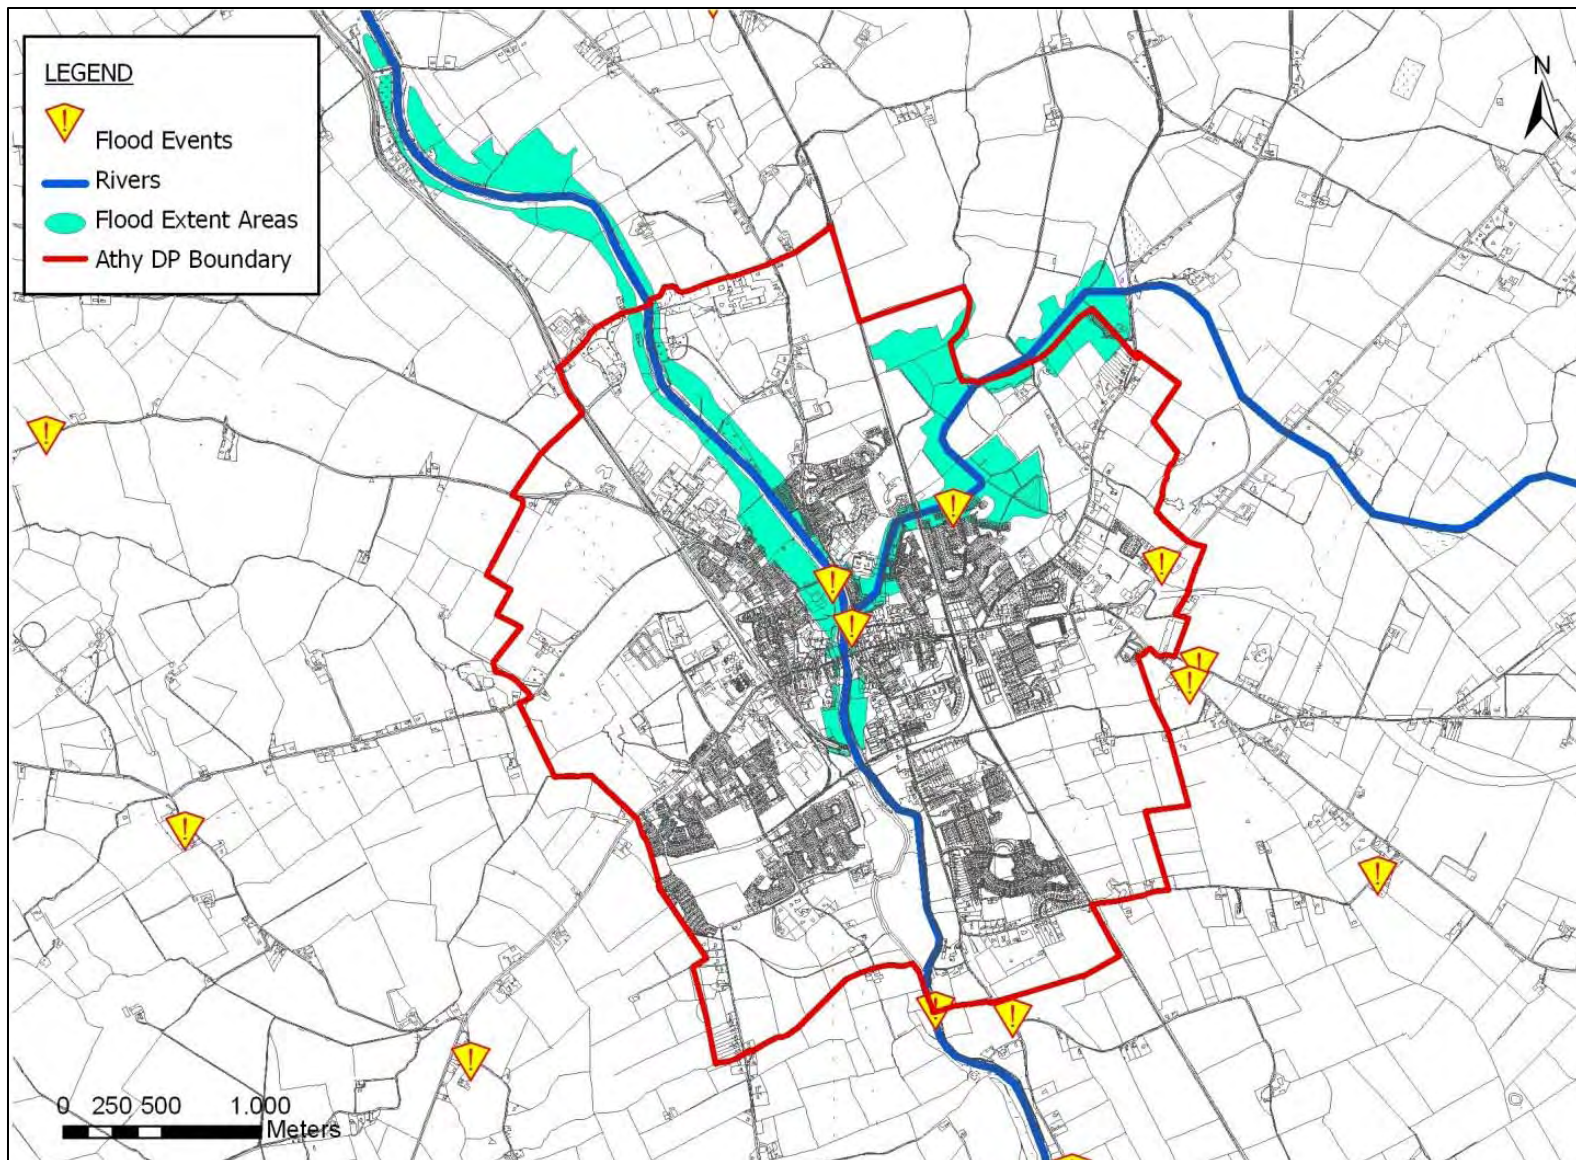 LEGEND
Flood Events
Rivers
Flood Extent Areas
Athy DP Boundary
N
0 250 500 1.000
Meters